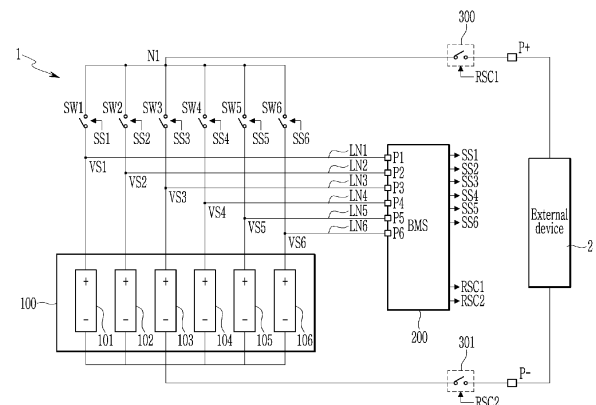 300
1
N1
P+
RSC1
SW1 SW2 SW3 SW4 SW5 SW6
SS1 SS2 SS3 SS4 SS5 SS6
VS1
VS2
VS3
VS4
VS5
VS6
LN1
LN2
LN3
LN4
LN5
LN6
P1
P2
P3
P4
P5
P6
BMS
SS1
SS2
SS3
SS4
SS5
SS6
RSC1
RSC2
200
External
device
2
100
+ + + + + +
- - - - - -
101 102 103 104 105 106
301
P-
RSC2